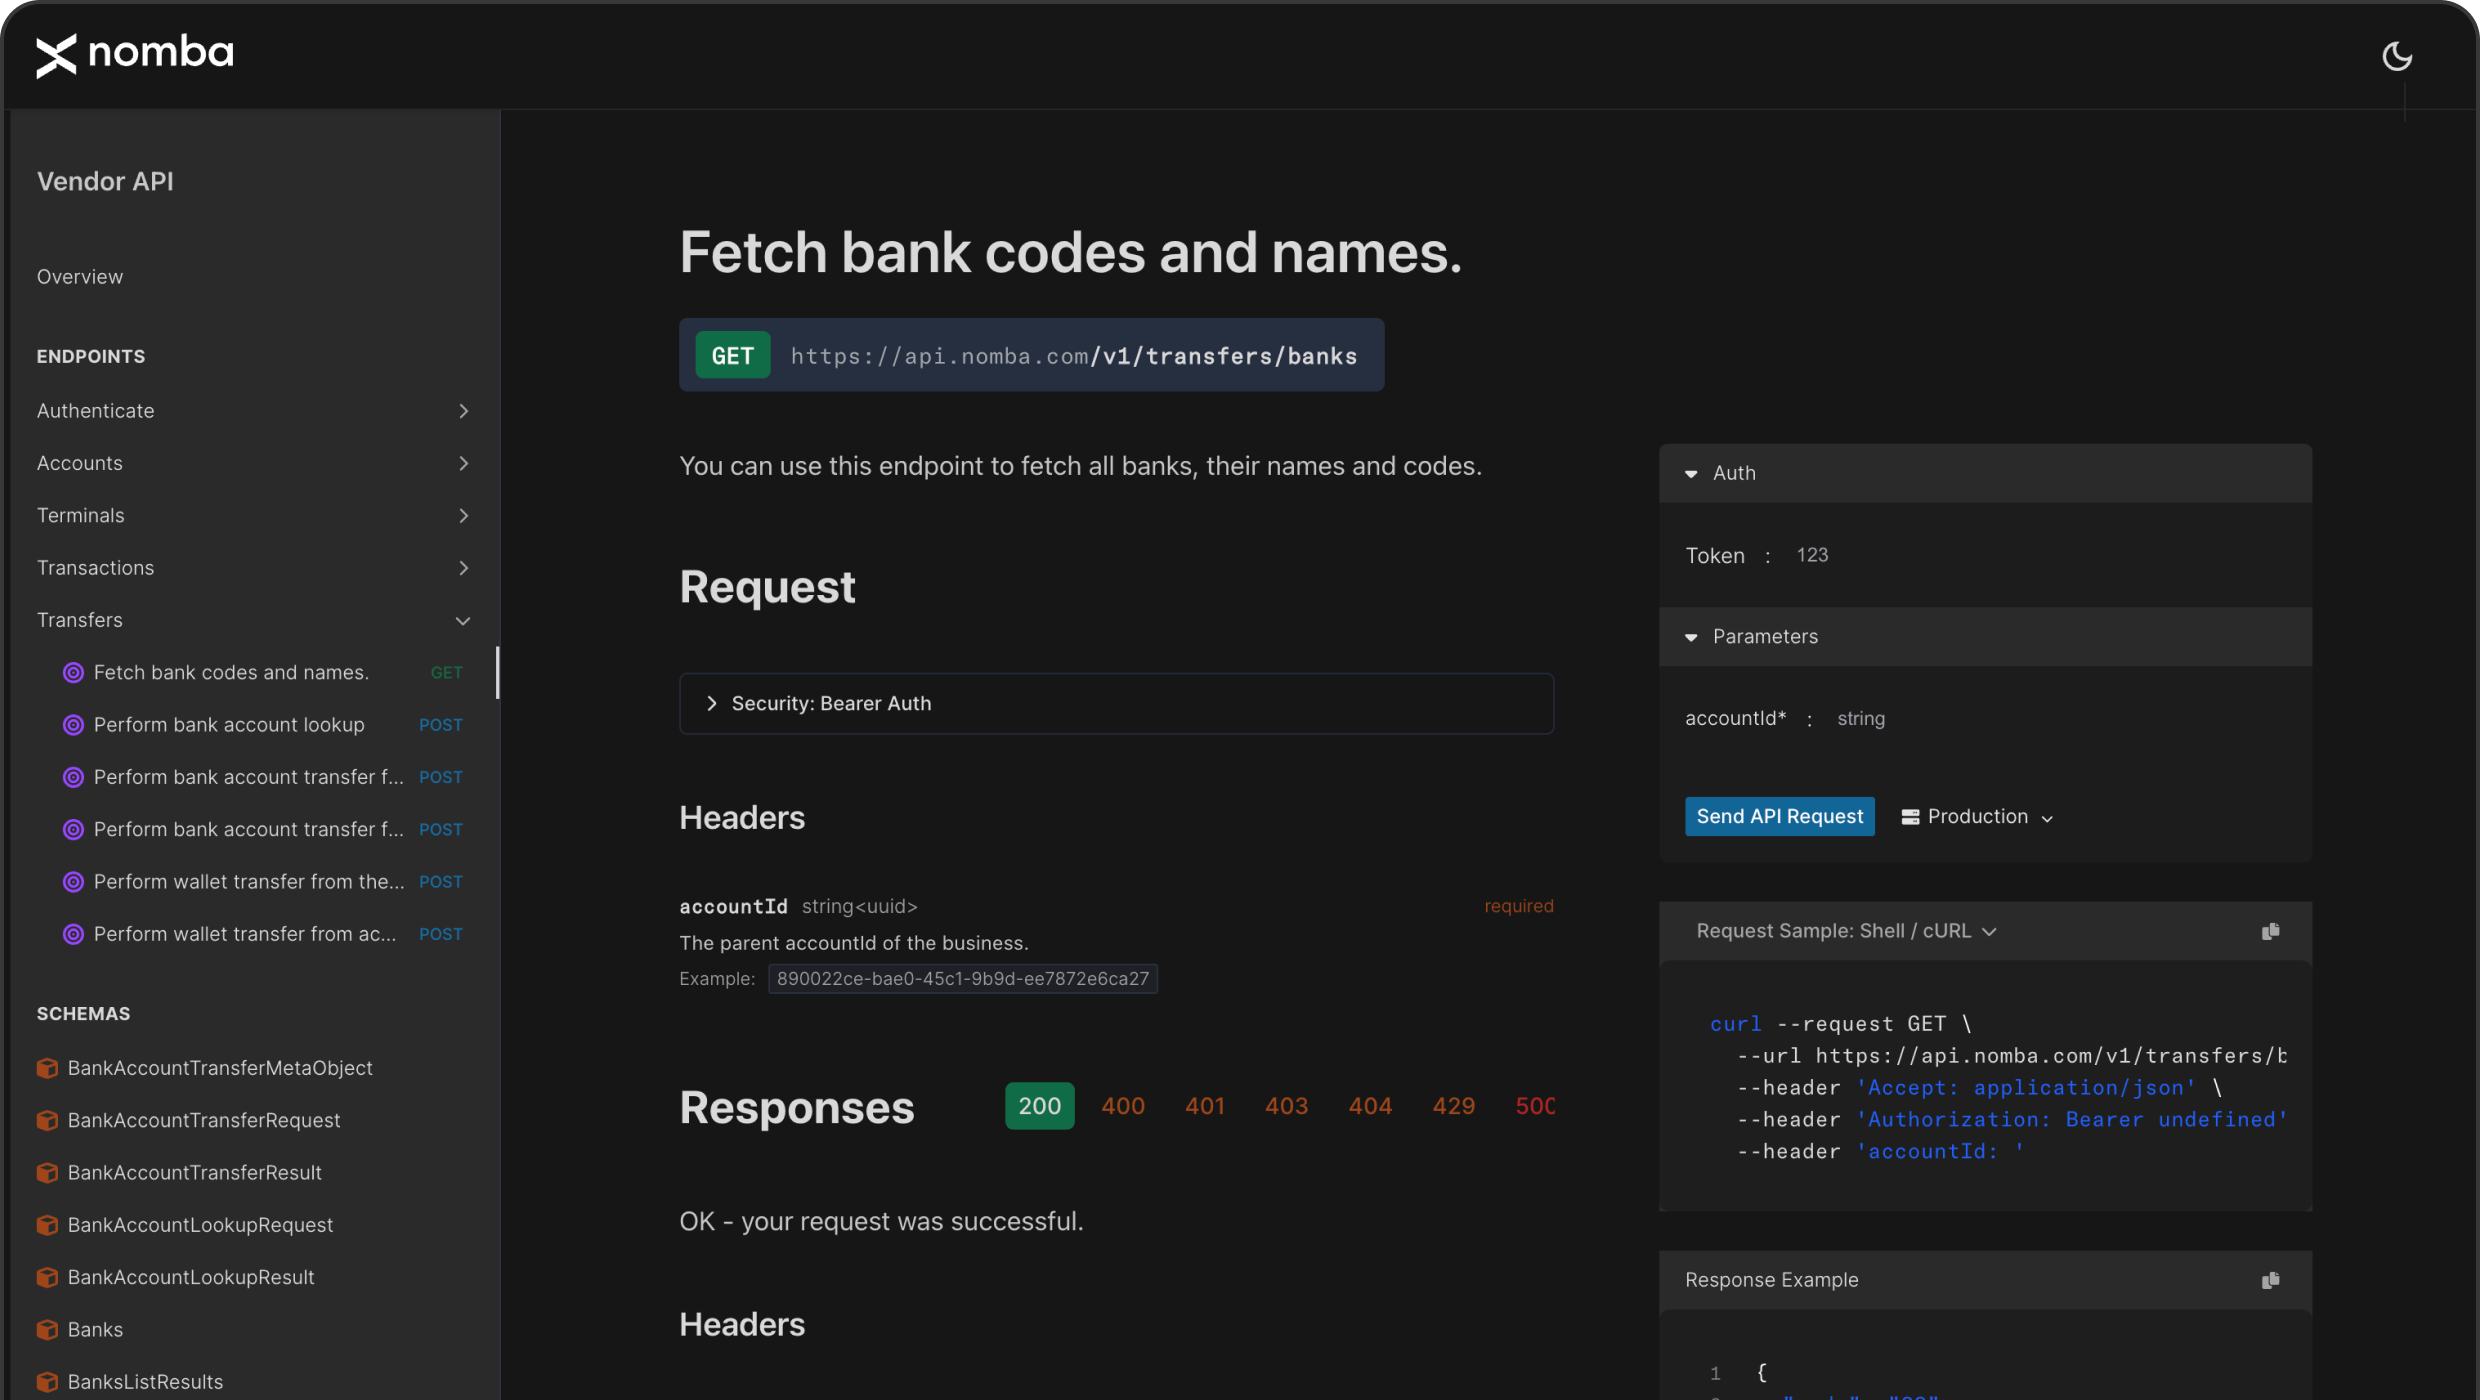 nomba
Vendor API
Overview
ENDPOINTS
Authenticate
Accounts
Terminals
Transactions
Transfers
Fetch bank codes and names. GET
Perform bank account lookup POST
Perform bank account transfer f... POST
Perform bank account transfer f... POST
Perform wallet transfer from the... POST
Perform wallet transfer from ac... POST
SCHEMAS
BankAccountTransferMetaObject
BankAccountTransferRequest
BankAccountTransferResult
BankAccountLookupRequest
BankAccountLookupResult
Banks
BanksListResults
Fetch bank codes and names.
GET https://api.nomba.com/v1/transfers/banks
You can use this endpoint to fetch all banks, their names and codes.
Request
Security: Bearer Auth
Headers
accountId string<uuid> required
The parent accountId of the business.
Example: 890022ce-bae0-45c1-9b9d-ee7872e6ca27
Responses 200 400 401 403 404 429 500
OK - your request was successful.
Headers
Auth
Token : 123
Parameters
accountId* : string
Send API Request Production
Request Sample: Shell / cURL
curl --request GET \
--url https://api.nomba.com/v1/transfers/b
--header 'Accept: application/json' \
--header 'Authorization: Bearer undefined'
--header 'accountId: '
Response Example
1 {